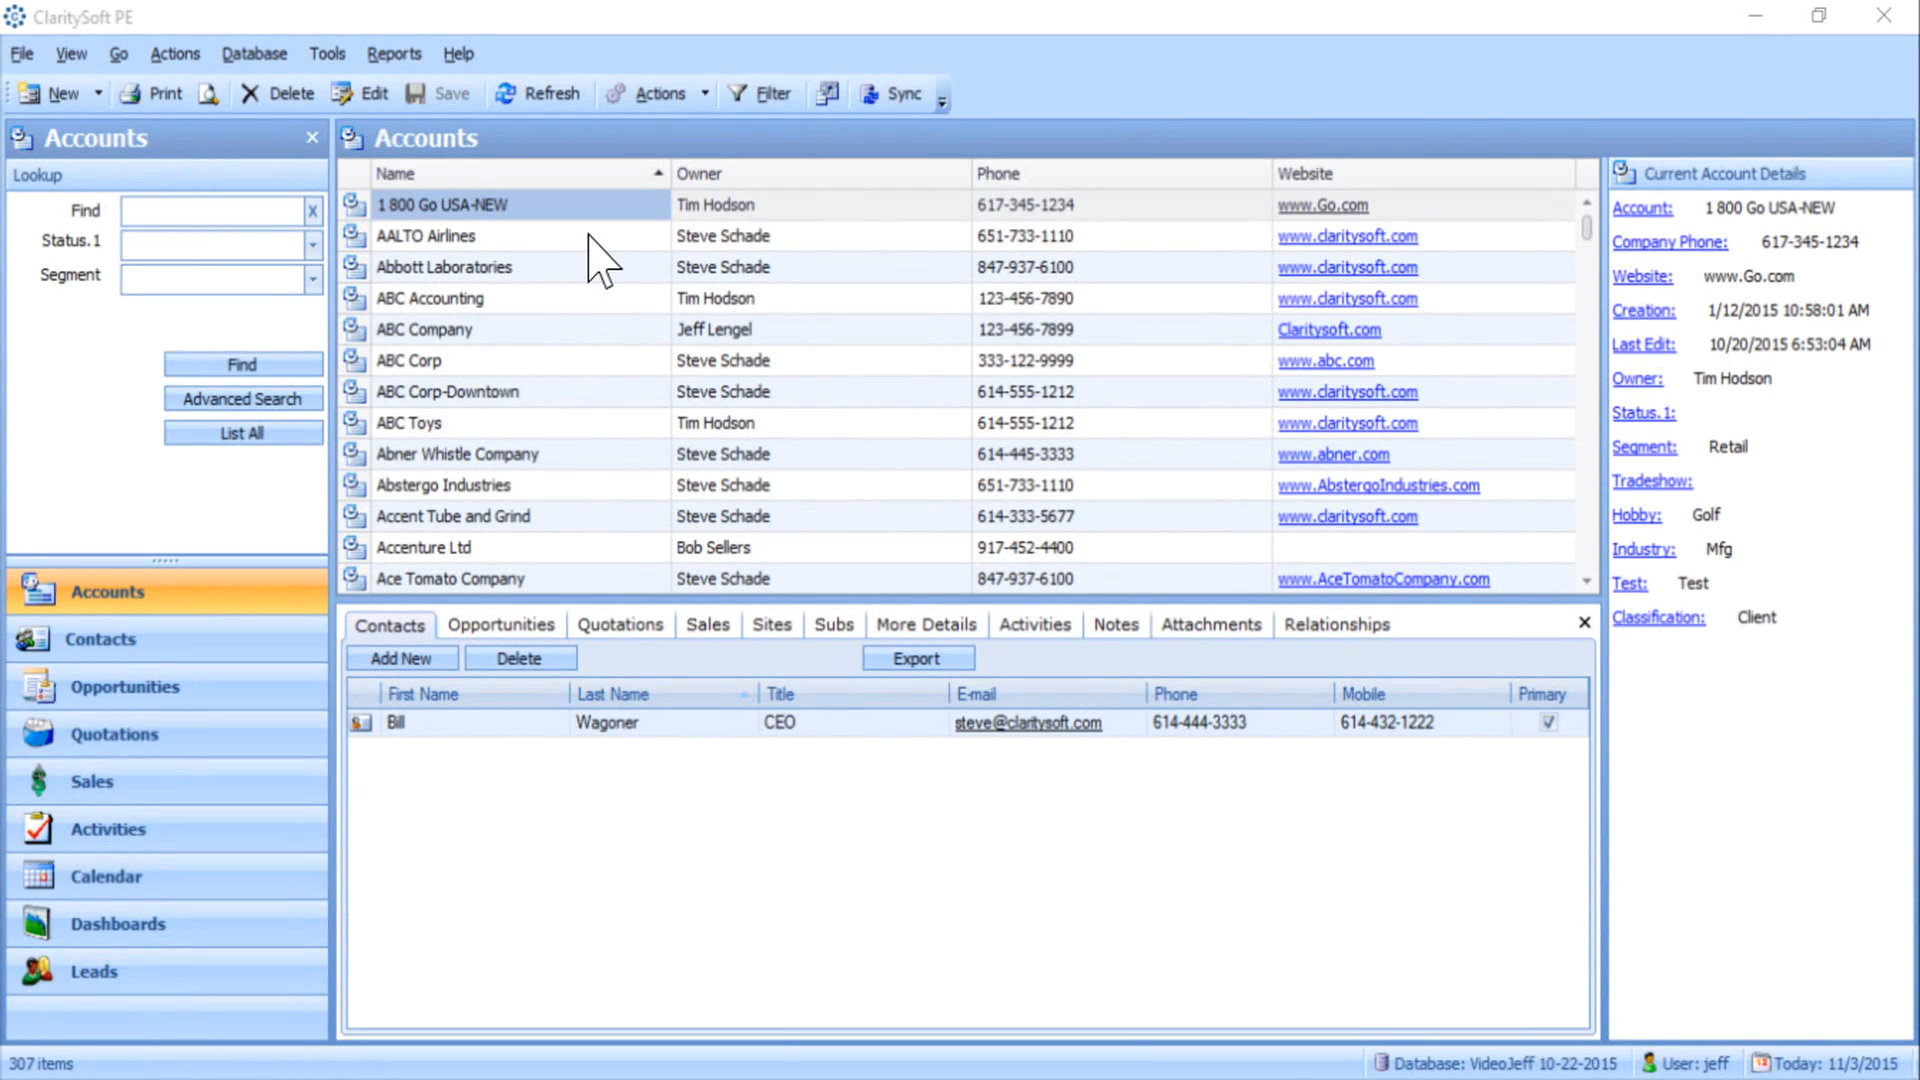 ClaritySoft PE
File View Go Actions Database Tools Reports Help
New Print Delete Edit Save Refresh Actions Filter Sync
Accounts
Lookup
Find X
Status.1
Segment
Find
Advanced Search
List All
Accounts
Contacts
Opportunities
Quotations
Sales
Activities
Calendar
Dashboards
Leads
Accounts
Name Owner Phone Website
1 800 Go USA-NEW Tim Hodson 617-345-1234 www.Go.com
AALTO Airlines Steve Schade 651-733-1110 www.claritysoft.com
Abbott Laboratories Steve Schade 847-937-6100 www.claritysoft.com
ABC Accounting Tim Hodson 123-456-7890 www.claritysoft.com
ABC Company Jeff Lengel 123-456-7899 Claritysoft.com
ABC Corp Steve Schade 333-122-9999 www.abc.com
ABC Corp-Downtown Steve Schade 614-555-1212 www.claritysoft.com
ABC Toys Tim Hodson 614-555-1212 www.claritysoft.com
Abner Whistle Company Steve Schade 614-445-3333 www.abner.com
Abstergo Industries Steve Schade 651-733-1110 www.AbstergoIndustries.com
Accent Tube and Grind Steve Schade 614-333-5677 www.claritysoft.com
Accenture Ltd Bob Sellers 917-452-4400
Ace Tomato Company Steve Schade 847-937-6100 www.AceTomatoCompany.com
Contacts Opportunities Quotations Sales Sites Subs More Details Activities Notes Attachments Relationships
Add New Delete Export
First Name Last Name Title E-mail Phone Mobile Primary
Bill Wagoner CEO steve@claritysoft.com 614-444-3333 614-432-1222
Current Account Details
Account: 1 800 Go USA-NEW
Company Phone: 617-345-1234
Website: www.Go.com
Creation: 1/12/2015 10:58:01 AM
Last Edit: 10/20/2015 6:53:04 AM
Owner: Tim Hodson
Status.1:
Segment: Retail
Tradeshow:
Hobby: Golf
Industry: Mfg
Test: Test
Classification: Client
307 items Database: VideoJeff 10-22-2015 User: jeff Today: 11/3/2015